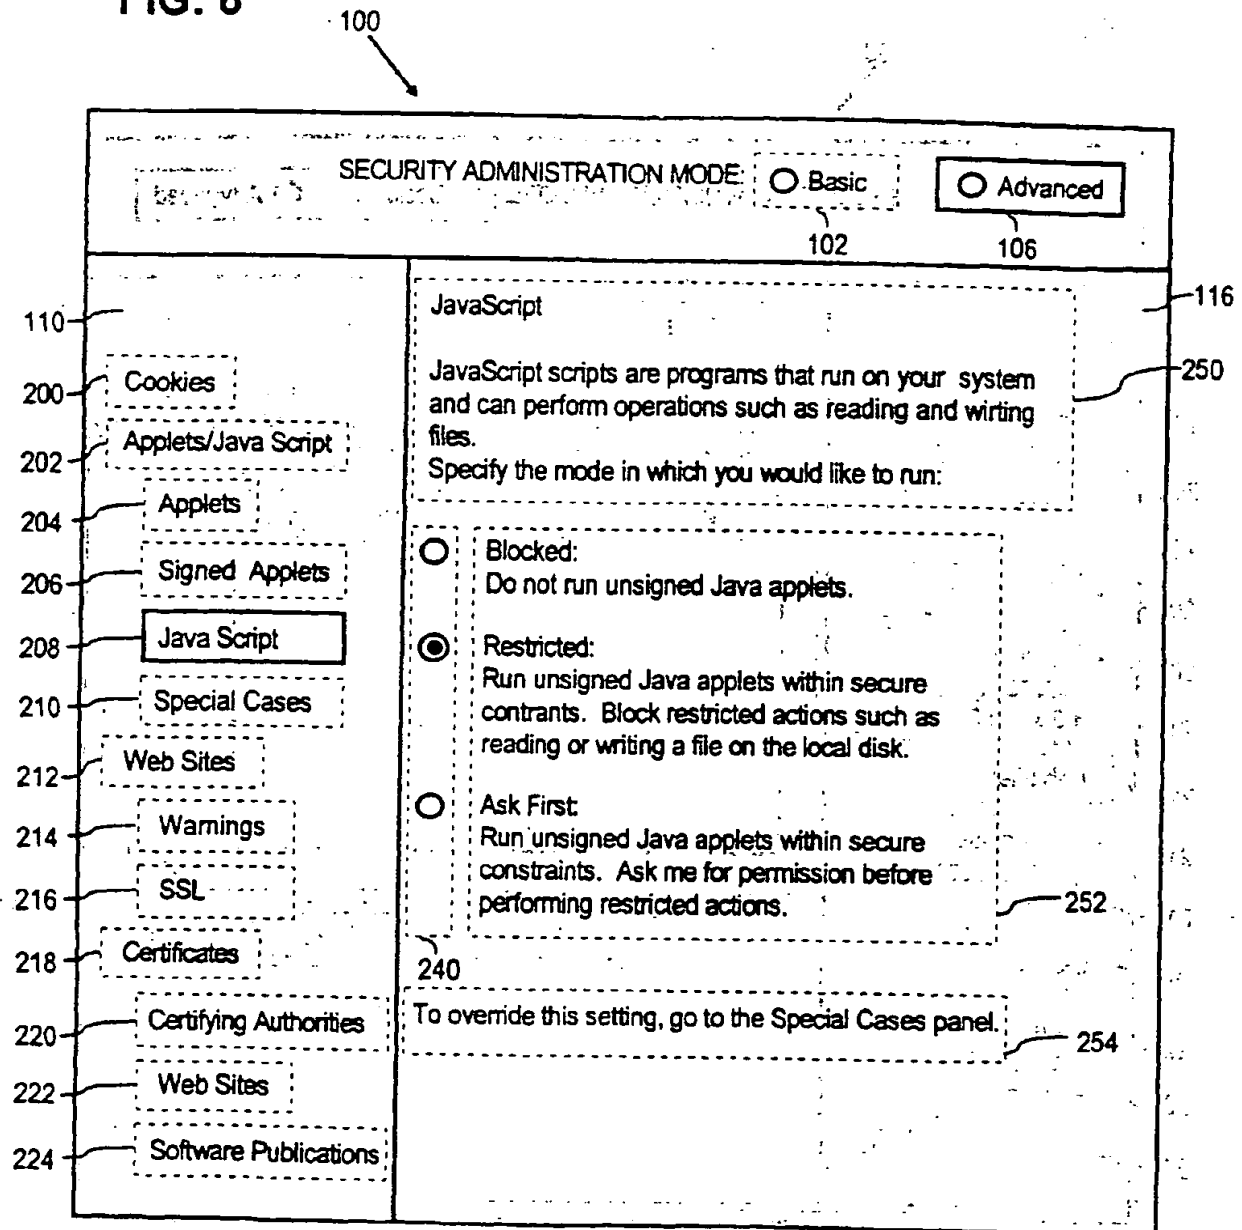 FIG. 8
100
SECURITY ADMINISTRATION MODE: Basic Advanced
102 106
110
116
JavaScript
250
JavaScript scripts are programs that run on your system
and can perform operations such as reading and wirting
files.
Specify the mode in which you would like to run:
200 Cookies
202 Applets/Java Script
204 Applets
206 Signed Applets
208 Java Script
210 Special Cases
212 Web Sites
214 Warnings
216 SSL
218 Certificates
220 Certifying Authorities
222 Web Sites
224 Software Publications
Blocked:
Do not run unsigned Java applets.
Restricted:
Run unsigned Java applets within secure
contrants. Block restricted actions such as
reading or writing a file on the local disk.
Ask First:
Run unsigned Java applets within secure
constraints. Ask me for permission before
performing restricted actions.
252
240
To override this setting, go to the Special Cases panel.
254